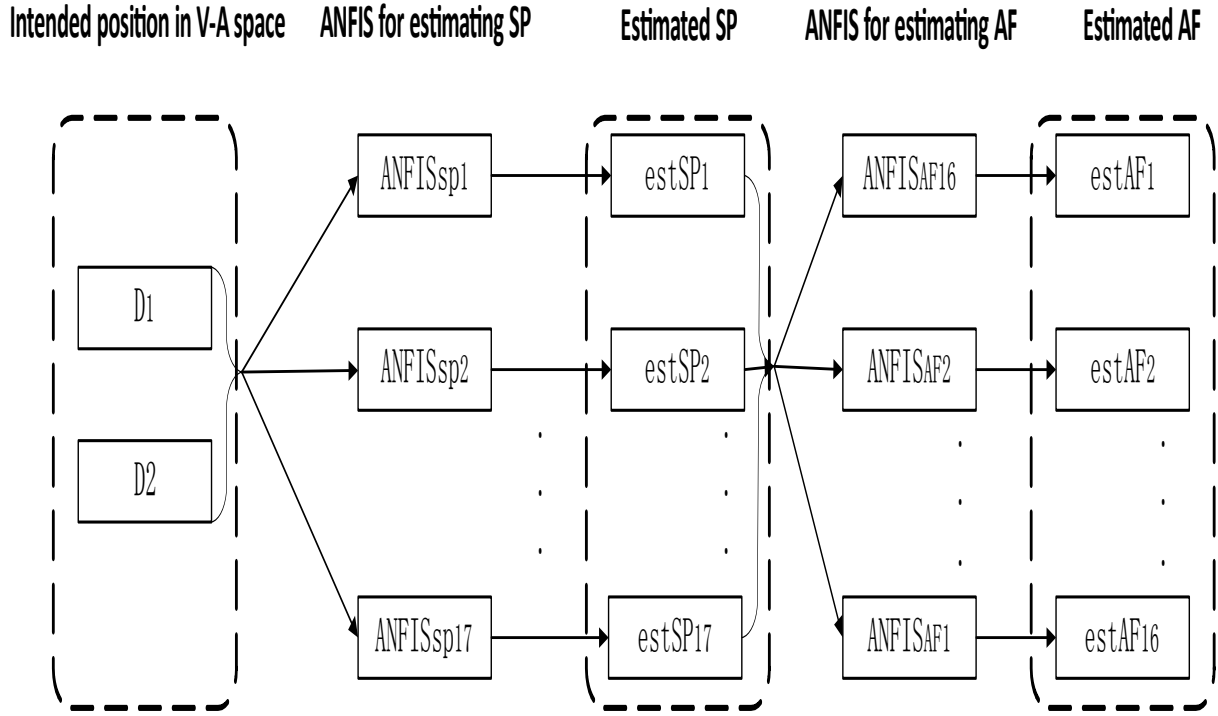 Intended position in V-A space ANFIS for estimating SP Estimated SP ANFIS for estimating AF Estimated AF
ANFISsp1 estSP1 ANFISAF16 estAF1
D1
ANFISsp2 estSP2 ANFISAF2 estAF2
D2
ANFISsp17 estSP17 ANFISAF1 estAF16